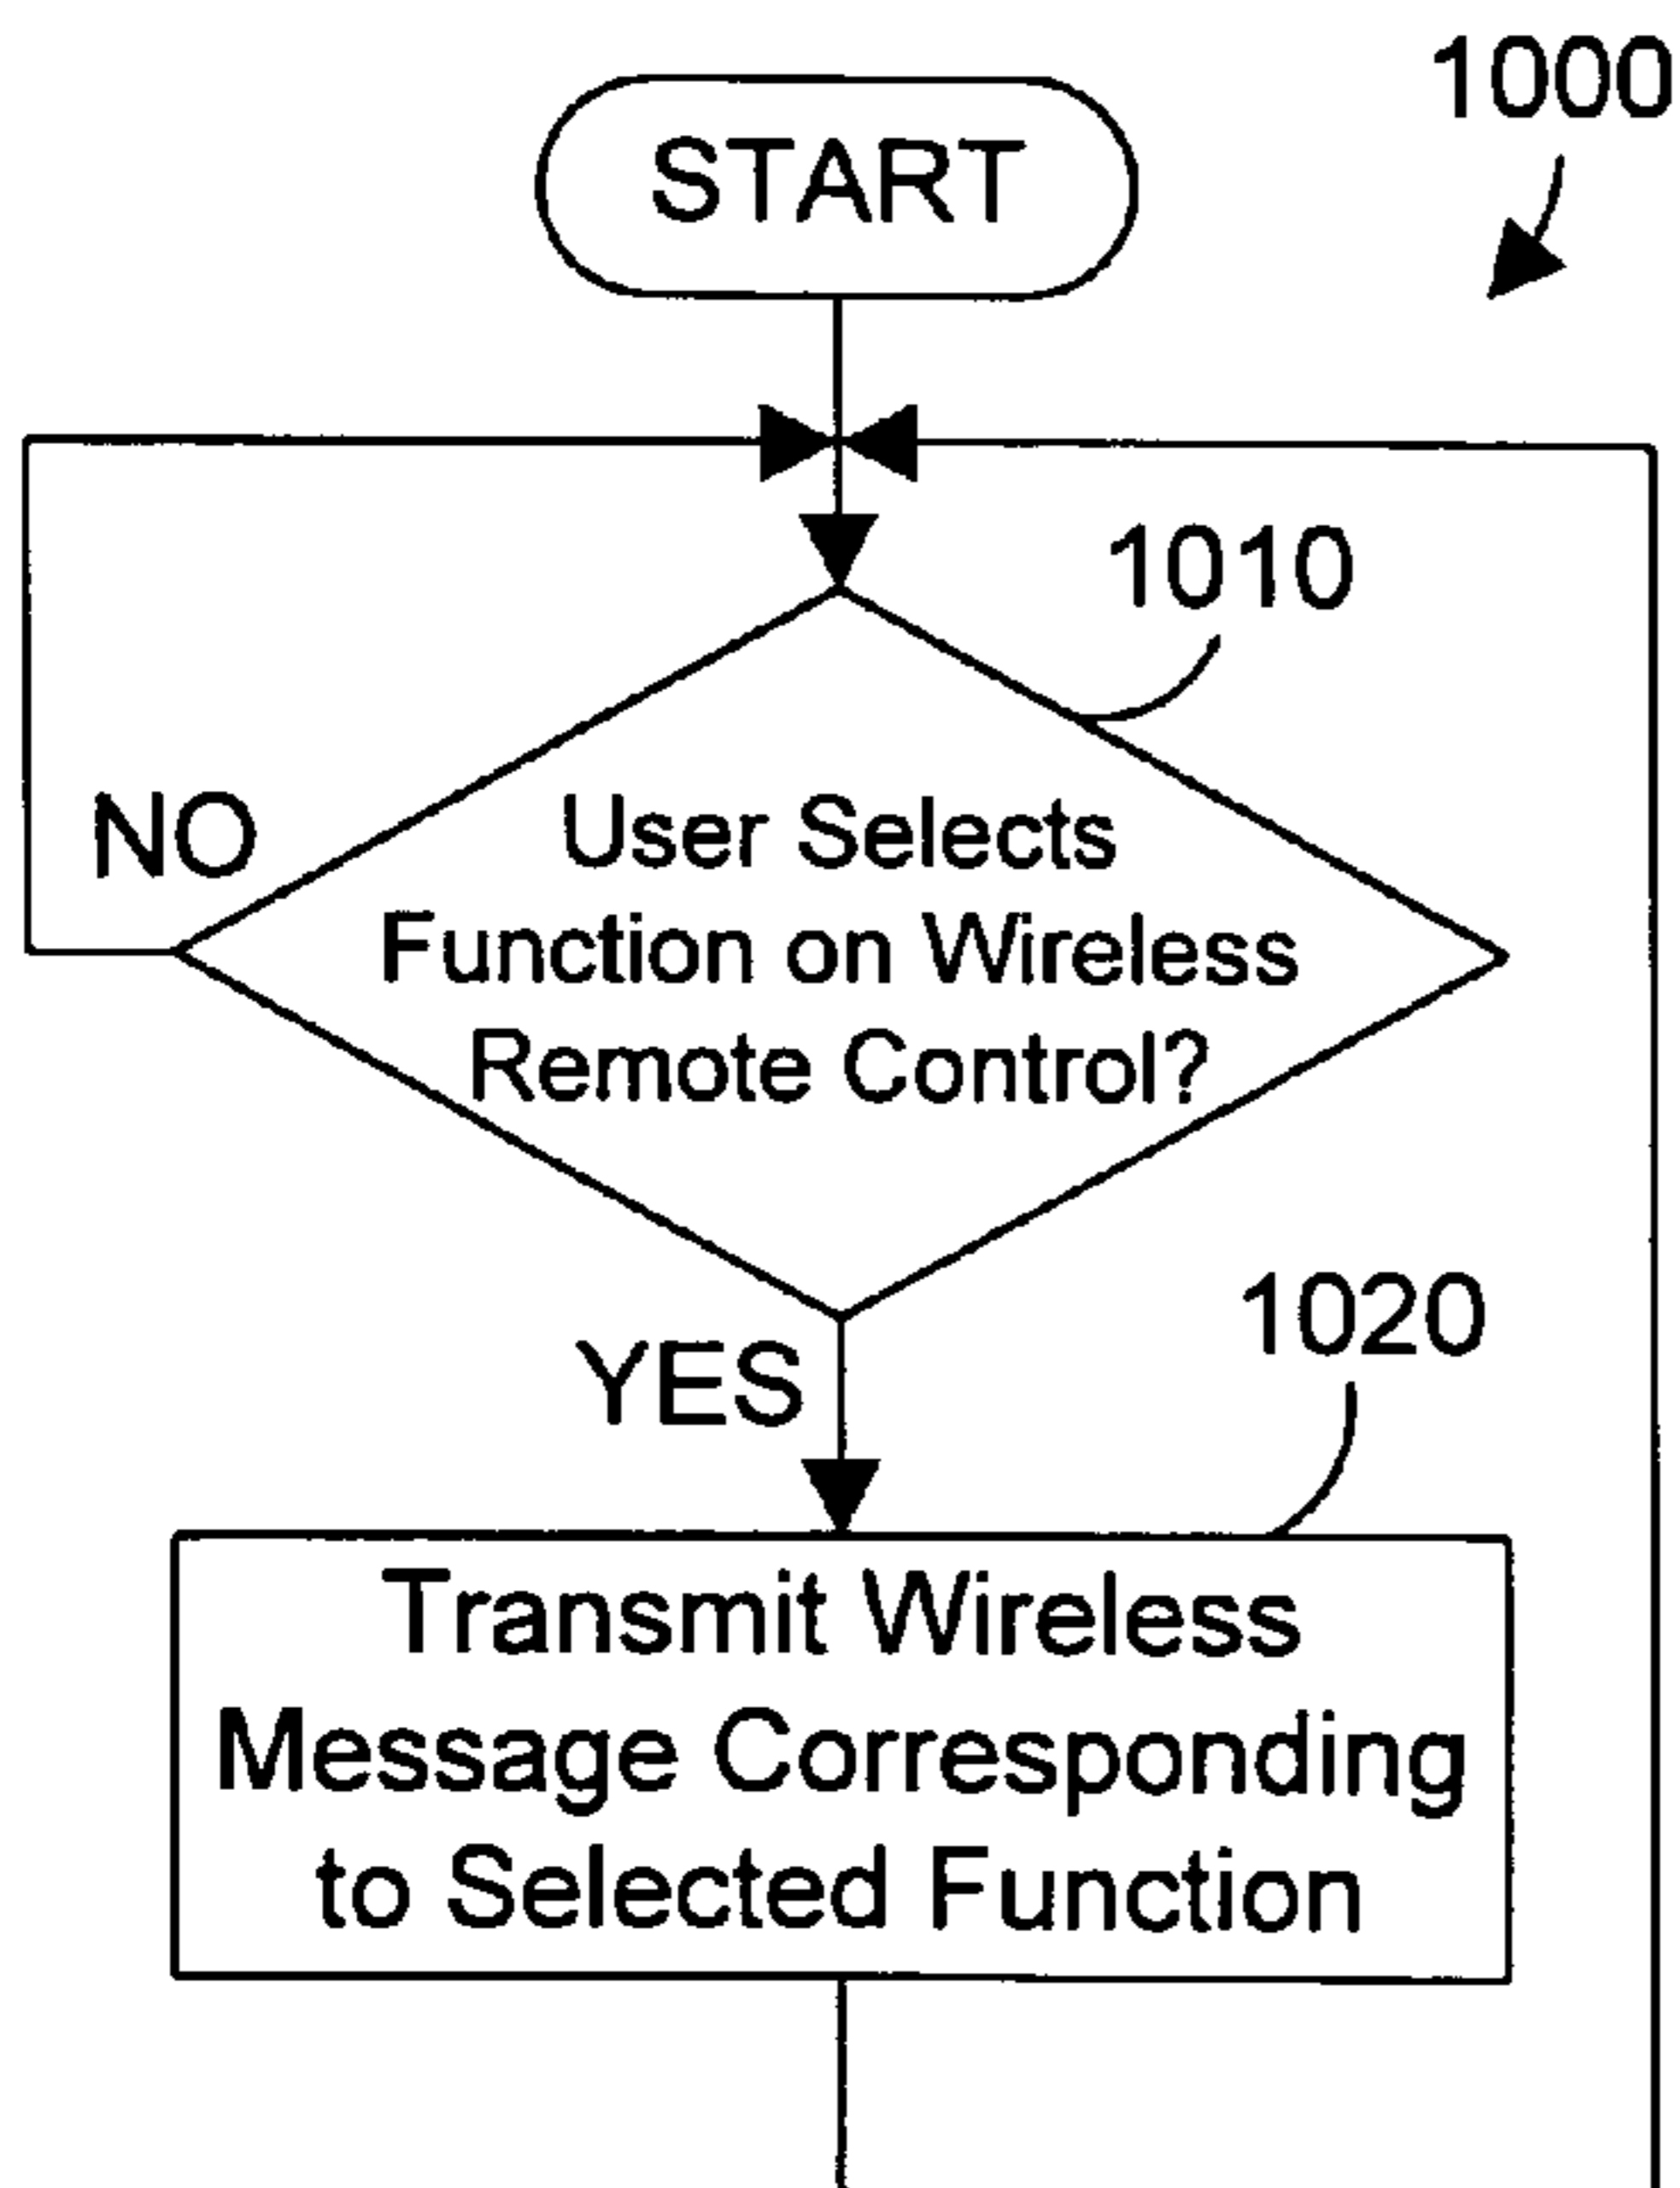 1000
START
1010
NO
User Selects
Function on Wireless
Remote Control?
YES
1020
Transmit Wireless
Message Corresponding
to Selected Function